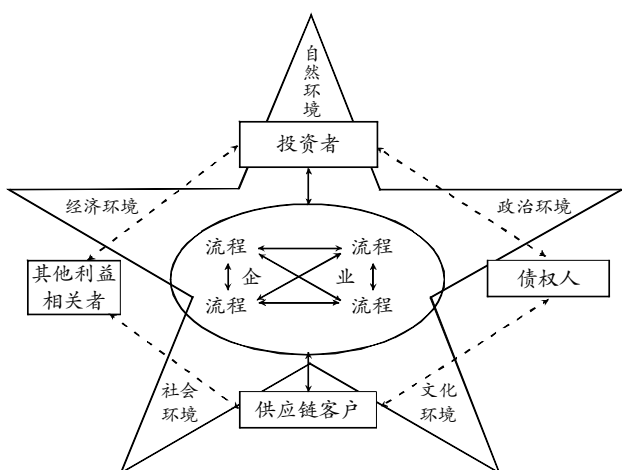 自然环境
投资者
经济环境
政治环境
流程
流程
企
业
流程
流程
其他利益
相关者
债权人
社会
环境
文化
环境
供应链客户